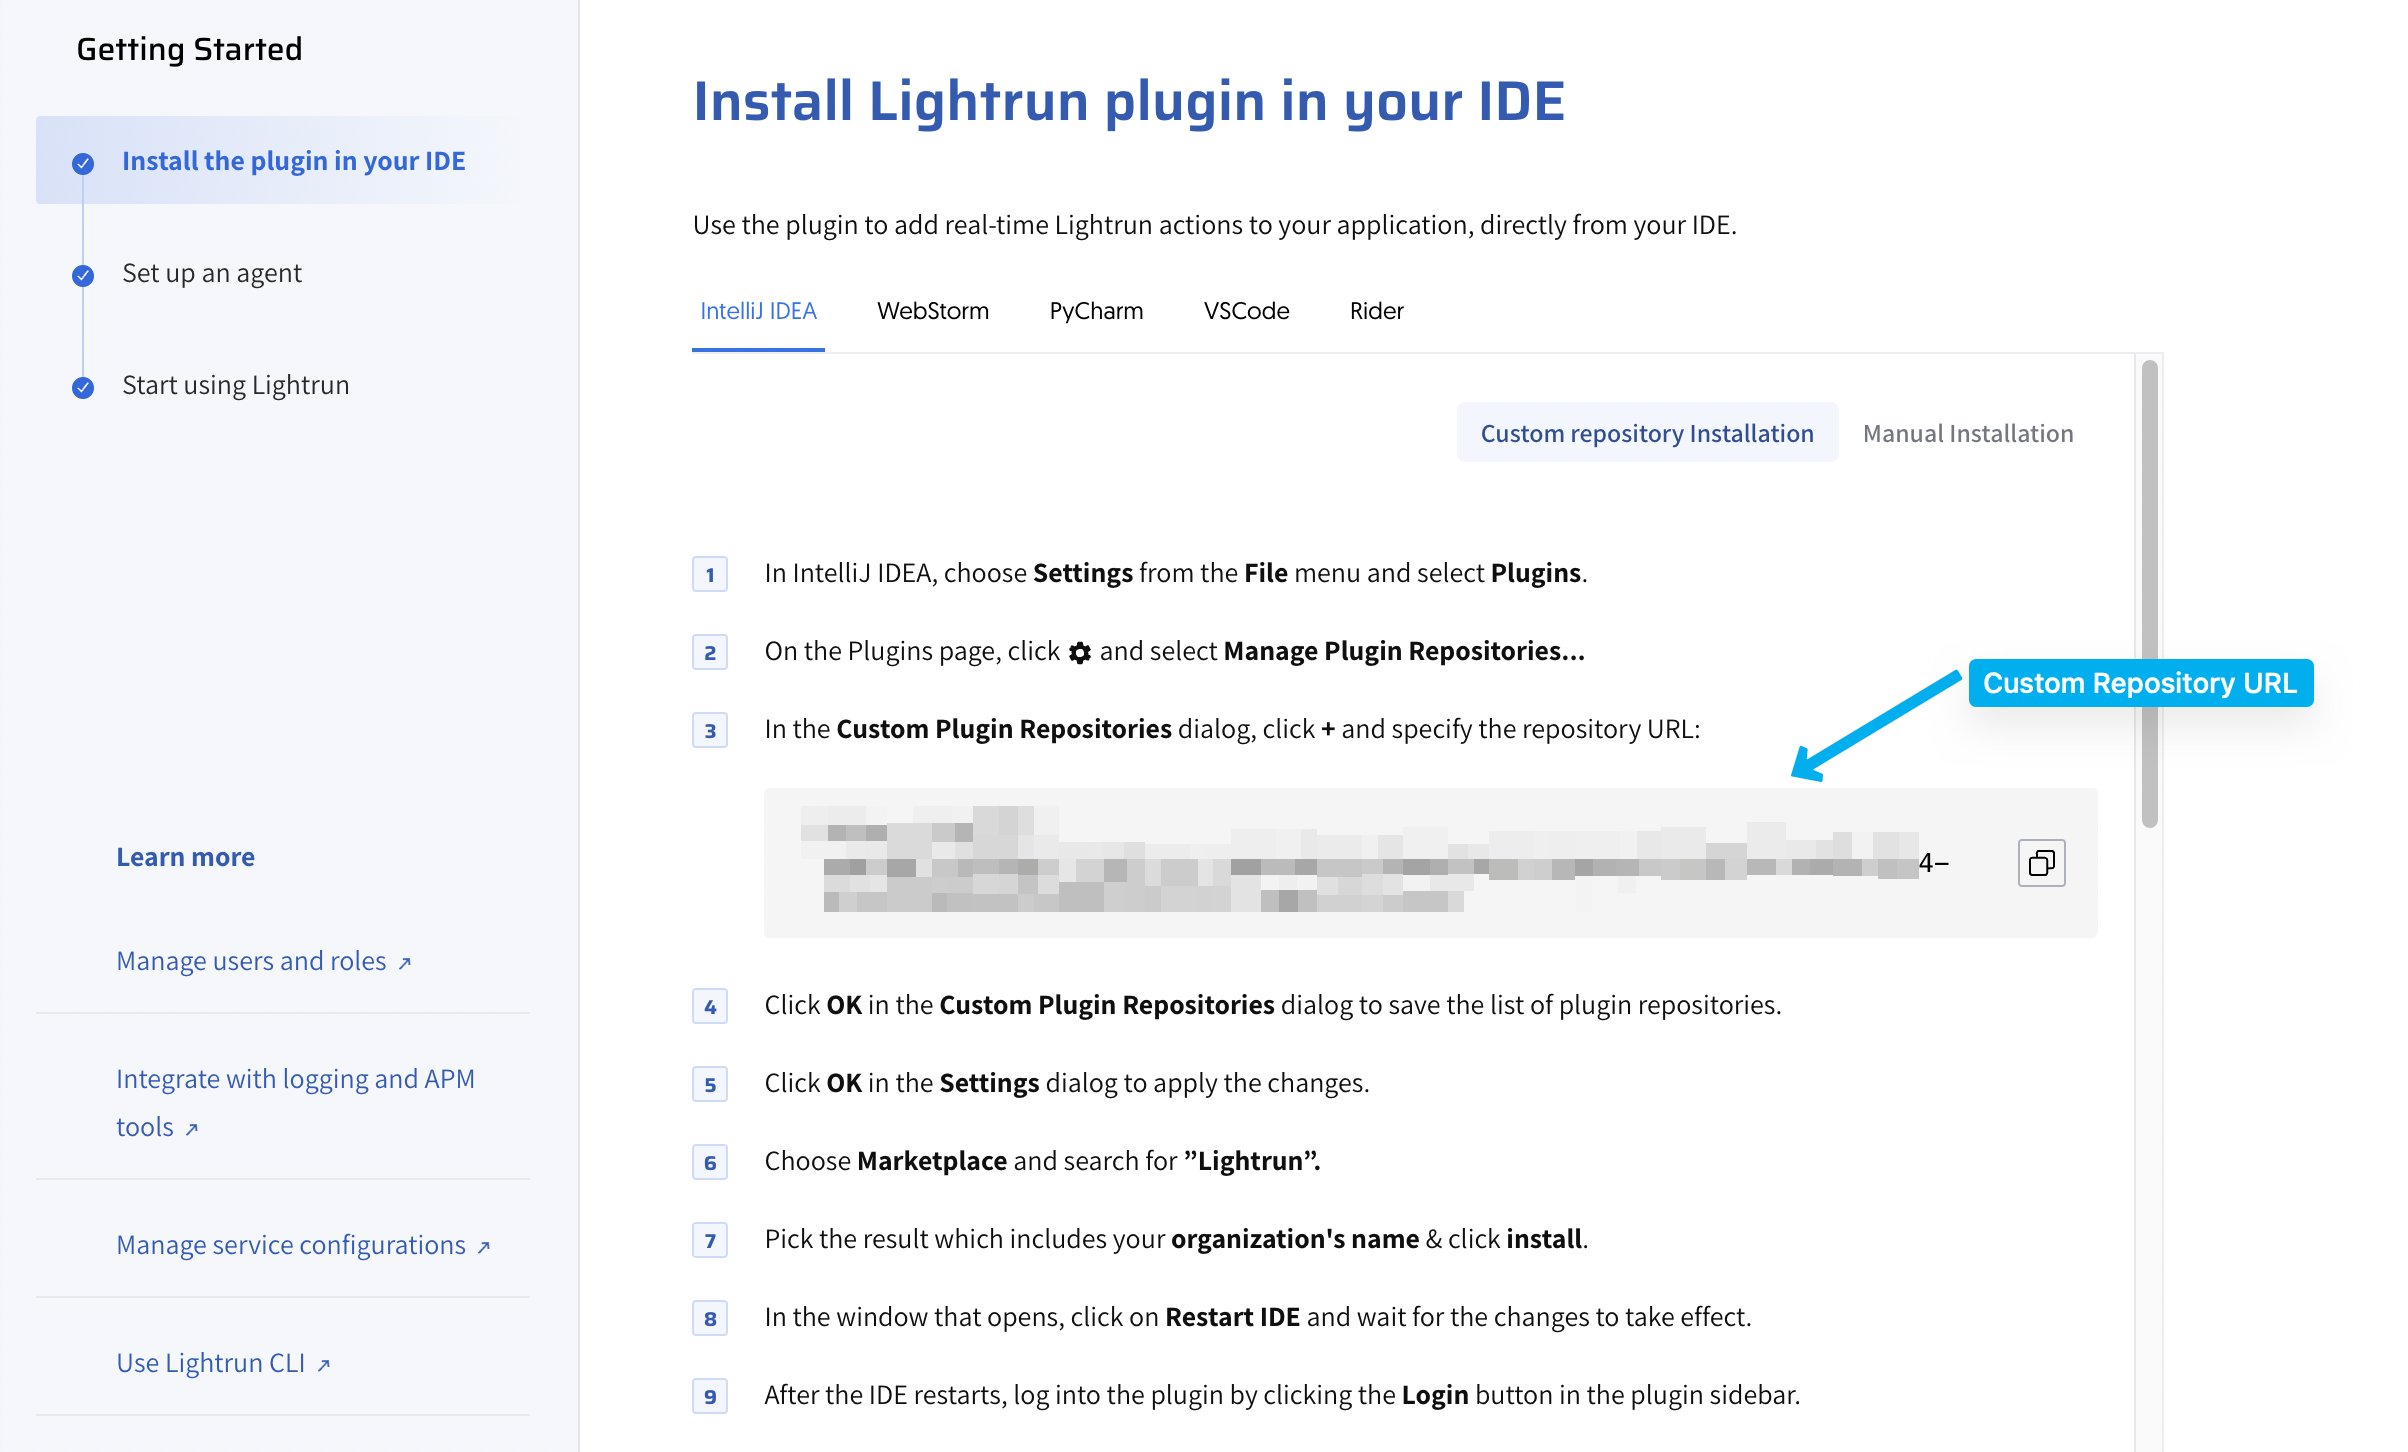 Getting Started
Install the plugin in your IDE
Set up an agent
Start using Lightrun
Learn more
Manage users and roles ↗
Integrate with logging and APM
tools ↗
Manage service configurations ↗
Use Lightrun CLI ↗
Install Lightrun plugin in your IDE
Use the plugin to add real-time Lightrun actions to your application, directly from your IDE.
IntelliJ IDEA WebStorm PyCharm VSCode Rider
Custom repository Installation Manual Installation
1 In IntelliJ IDEA, choose Settings from the File menu and select Plugins.
2 On the Plugins page, click and select Manage Plugin Repositories...
Custom Repository URL
3 In the Custom Plugin Repositories dialog, click + and specify the repository URL:
4–
4 Click OK in the Custom Plugin Repositories dialog to save the list of plugin repositories.
5 Click OK in the Settings dialog to apply the changes.
6 Choose Marketplace and search for ”Lightrun”.
7 Pick the result which includes your organization's name & click install.
8 In the window that opens, click on Restart IDE and wait for the changes to take effect.
9 After the IDE restarts, log into the plugin by clicking the Login button in the plugin sidebar.